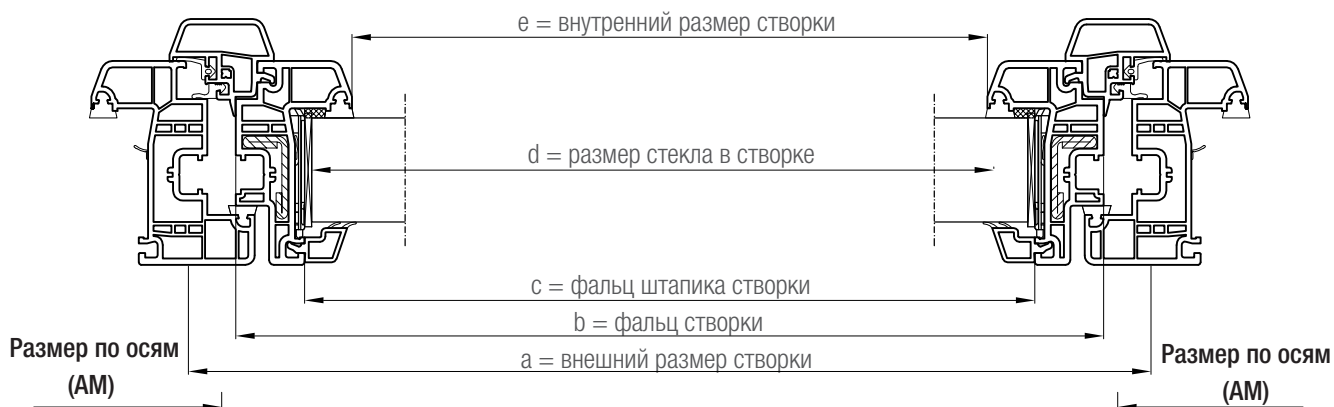 e = внутренний размер створки
d = размер стекла в створке
c = фальц штапика створки
b = фальц створки
a = внешний размер створки
Размер по осям
(AM)
Размер по осям
(AM)